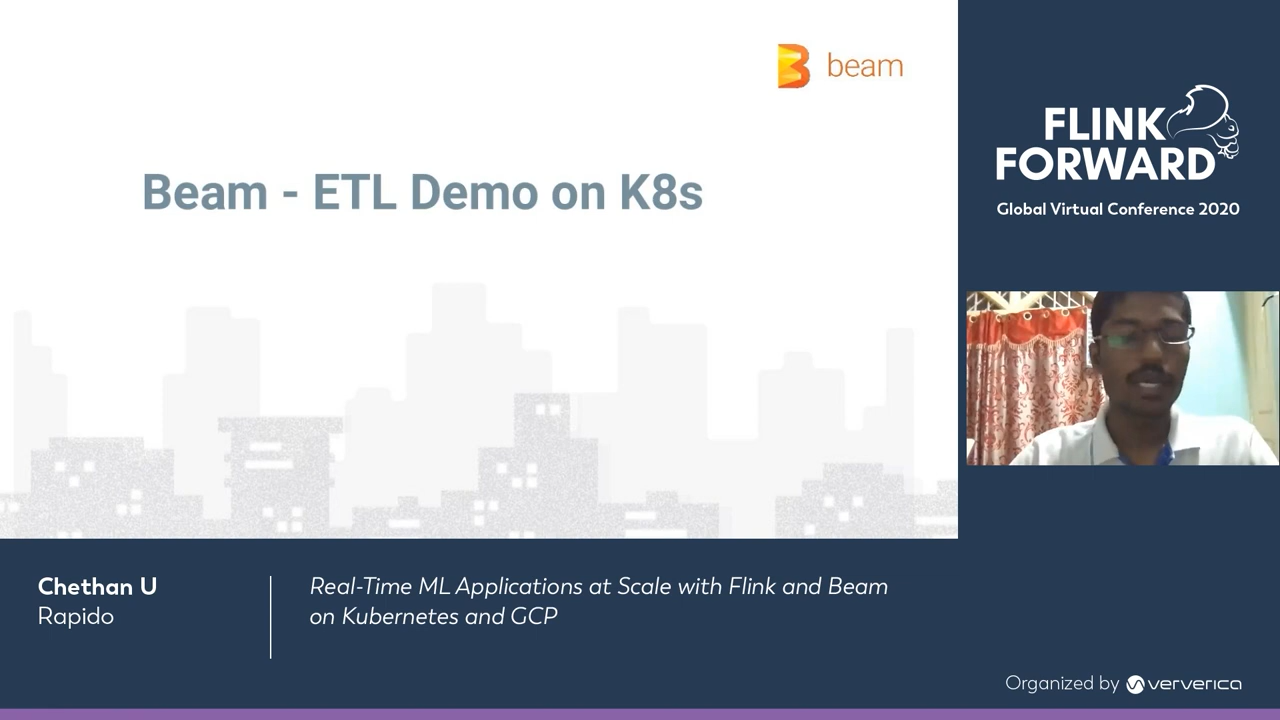 beam
Beam - ETL Demo on K8s
FLINK
FORWARD
Global Virtual Conference 2020
Chethan U
Rapido
Real-Time ML Applications at Scale with Flink and Beam
on Kubernetes and GCP
Organized by ververica